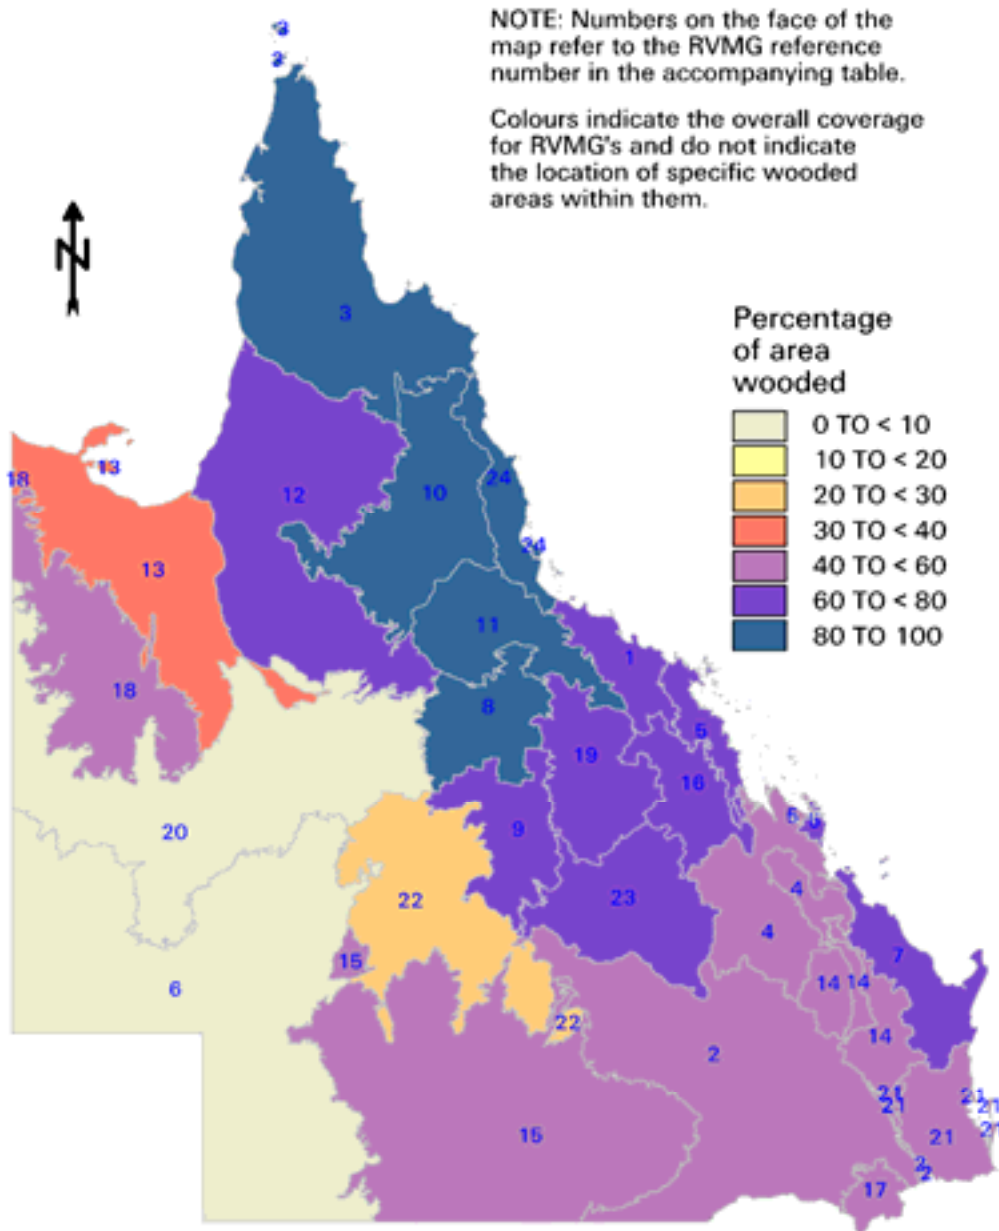 NOTE: Numbers on the face of the
map refer to the RVMG reference
number in the accompanying table.
Colours indicate the overall coverage
for RVMG's and do not indicate
the location of specific wooded
areas within them.
N
Percentage
of area
wooded
0 TO < 10
10 TO < 20
20 TO < 30
30 TO < 40
40 TO < 60
60 TO < 80
80 TO 100
3
3
13
18
12
10
24
24
13
11
1
18
8
5
19
16
20
9
5
5
4
22
23
4
7
15
6
14
14
22
14
2
21
21
21
21
15
21
21
2
2
17